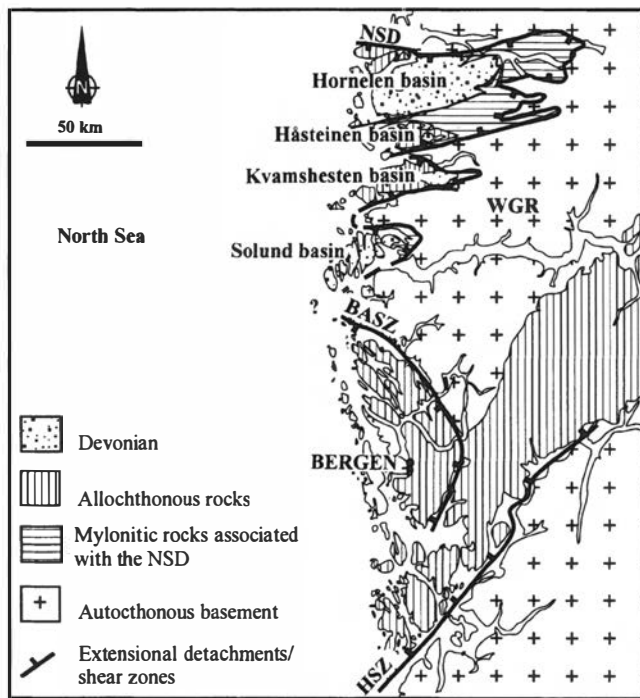 NSD
N
Hornelen basin
50 km
Håsteinen basin
Kvamshesten basin
WGR
North Sea
Solund basin
?
BASZ
Devonian
BERGEN
Allochthonous rocks
Mylonitic rocks associated
with the NSD
Autocthonous basement
Extensional detachments/
shear zones
HSZ